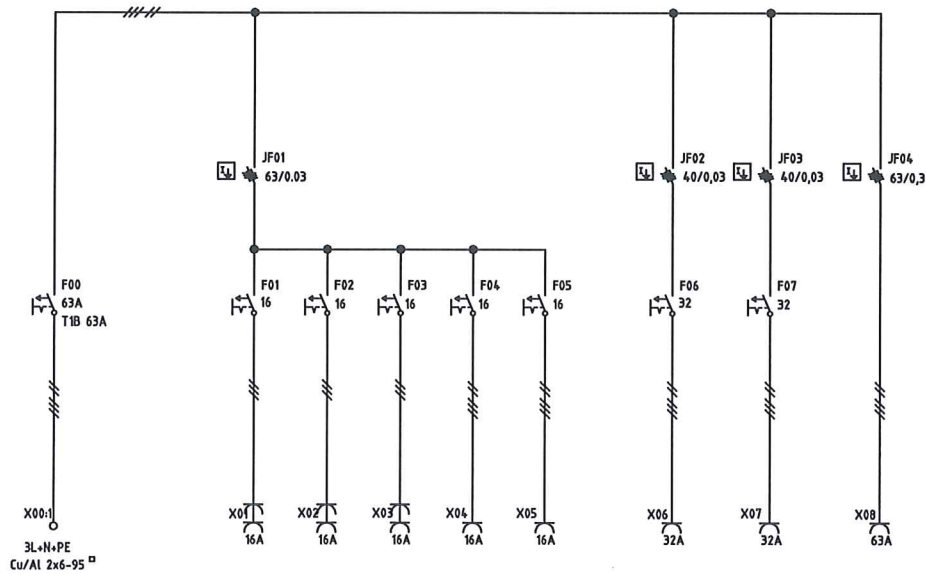 JF01
63/0.03
JF02
40/0,03
JF03
40/0,03
JF04
63/0,3
F00
63A
T1B 63A
F01
16
F02
16
F03
16
F04
16
F05
16
F06
32
F07
32
X00:1
X01
16A
X02
16A
X03
16A
X04
16A
X05
16A
X06
32A
X07
32A
X08
63A
3L+N+PE
Cu/Al 2x6-95